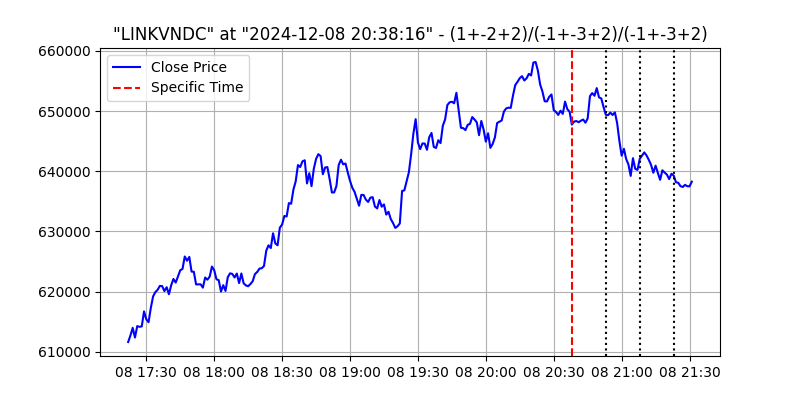 "LINKVNDC" at "2024-12-08 20:38:16" - (1+-2+2)/(-1+-3+2)/(-1+-3+2)
Close Price
Specific Time
660000
650000
640000
630000
620000
610000
08 17:30 08 18:00 08 18:30 08 19:00 08 19:30 08 20:00 08 20:30 08 21:00 08 21:30